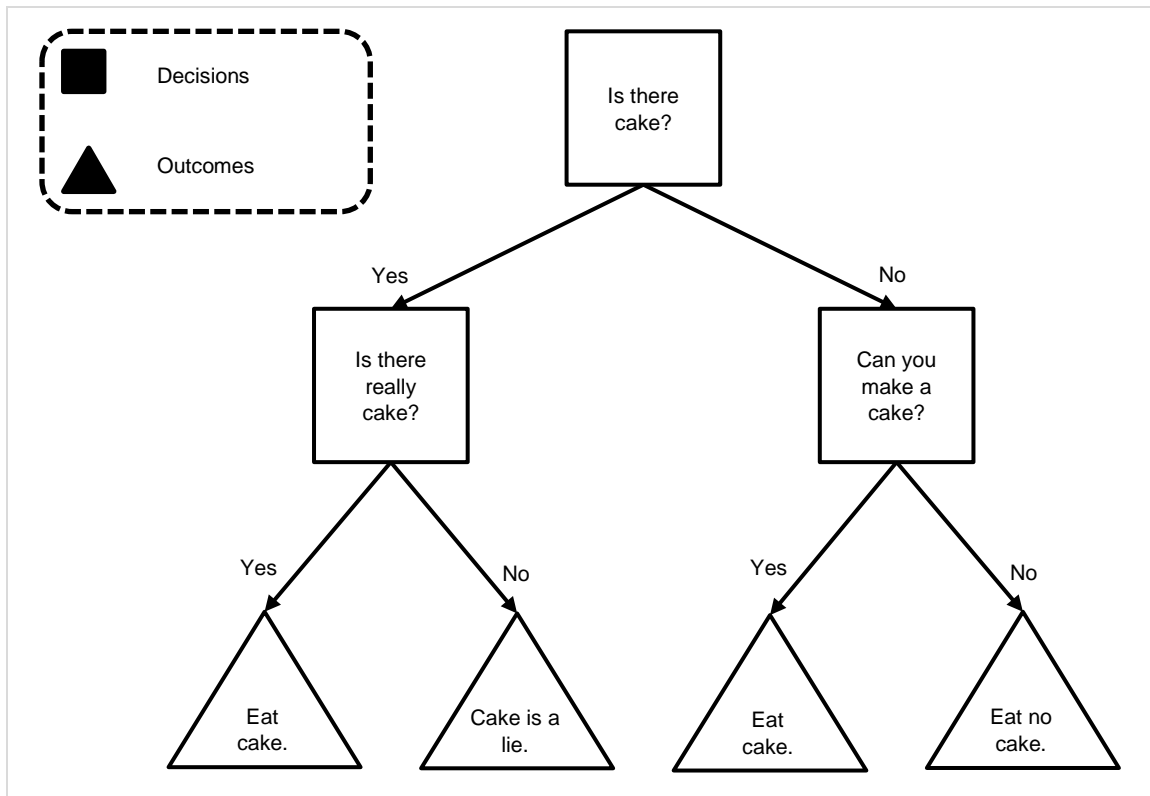 Decisions
Outcomes
Is there
cake?
Yes
No
Is there
really
cake?
Can you
make a
cake?
Yes
No
Yes
No
Eat
cake.
Cake is a
lie.
Eat
cake.
Eat no
cake.